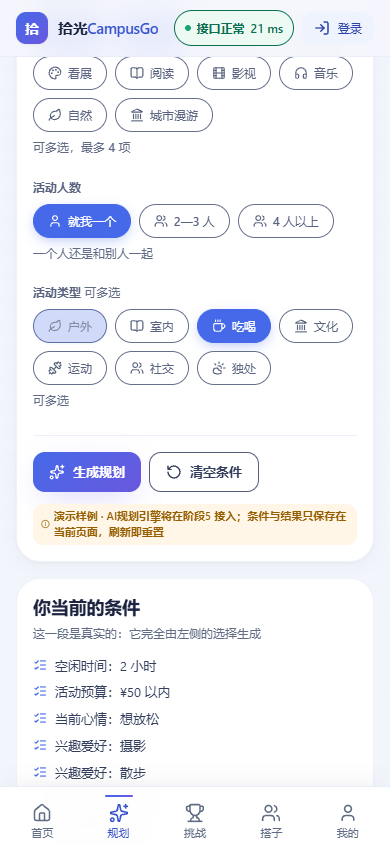 拾 拾光CampusGo 接口正常 21 ms 登录
看展 阅读 影视 音乐
自然 城市漫游
可多选，最多 4 项
活动人数
就我一个 2—3 人 4 人以上
一个人还是和别人一起
活动类型 可多选
户外 室内 吃喝 文化
运动 社交 独处
可多选
生成规划 清空条件
演示样例 · AI规划引擎将在阶段5 接入；条件与结果只保存在
当前页面，刷新即重置
你当前的条件
这一段是真实的：它完全由左侧的选择生成
空闲时间：2 小时
活动预算：¥50 以内
当前心情：想放松
兴趣爱好：摄影
兴趣爱好：散步
首页 规划 挑战 搭子 我的